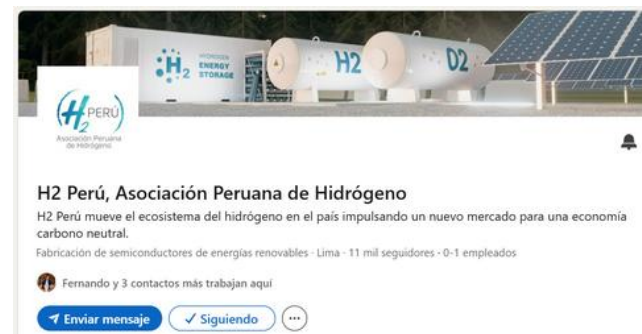 H2
HYDROGEN
ENERGY
STORAGE
H2
D2
H2 PERÚ
Asociación Peruana
de Hidrógeno
H2 Perú, Asociación Peruana de Hidrógeno
H2 Perú mueve el ecosistema del hidrógeno en el país impulsando un nuevo mercado para una economía
carbono neutral.
Fabricación de semiconductores de energías renovables · Lima · 11 mil seguidores · 0-1 empleados
Fernando y 3 contactos más trabajan aquí
Enviar mensaje
Siguiendo